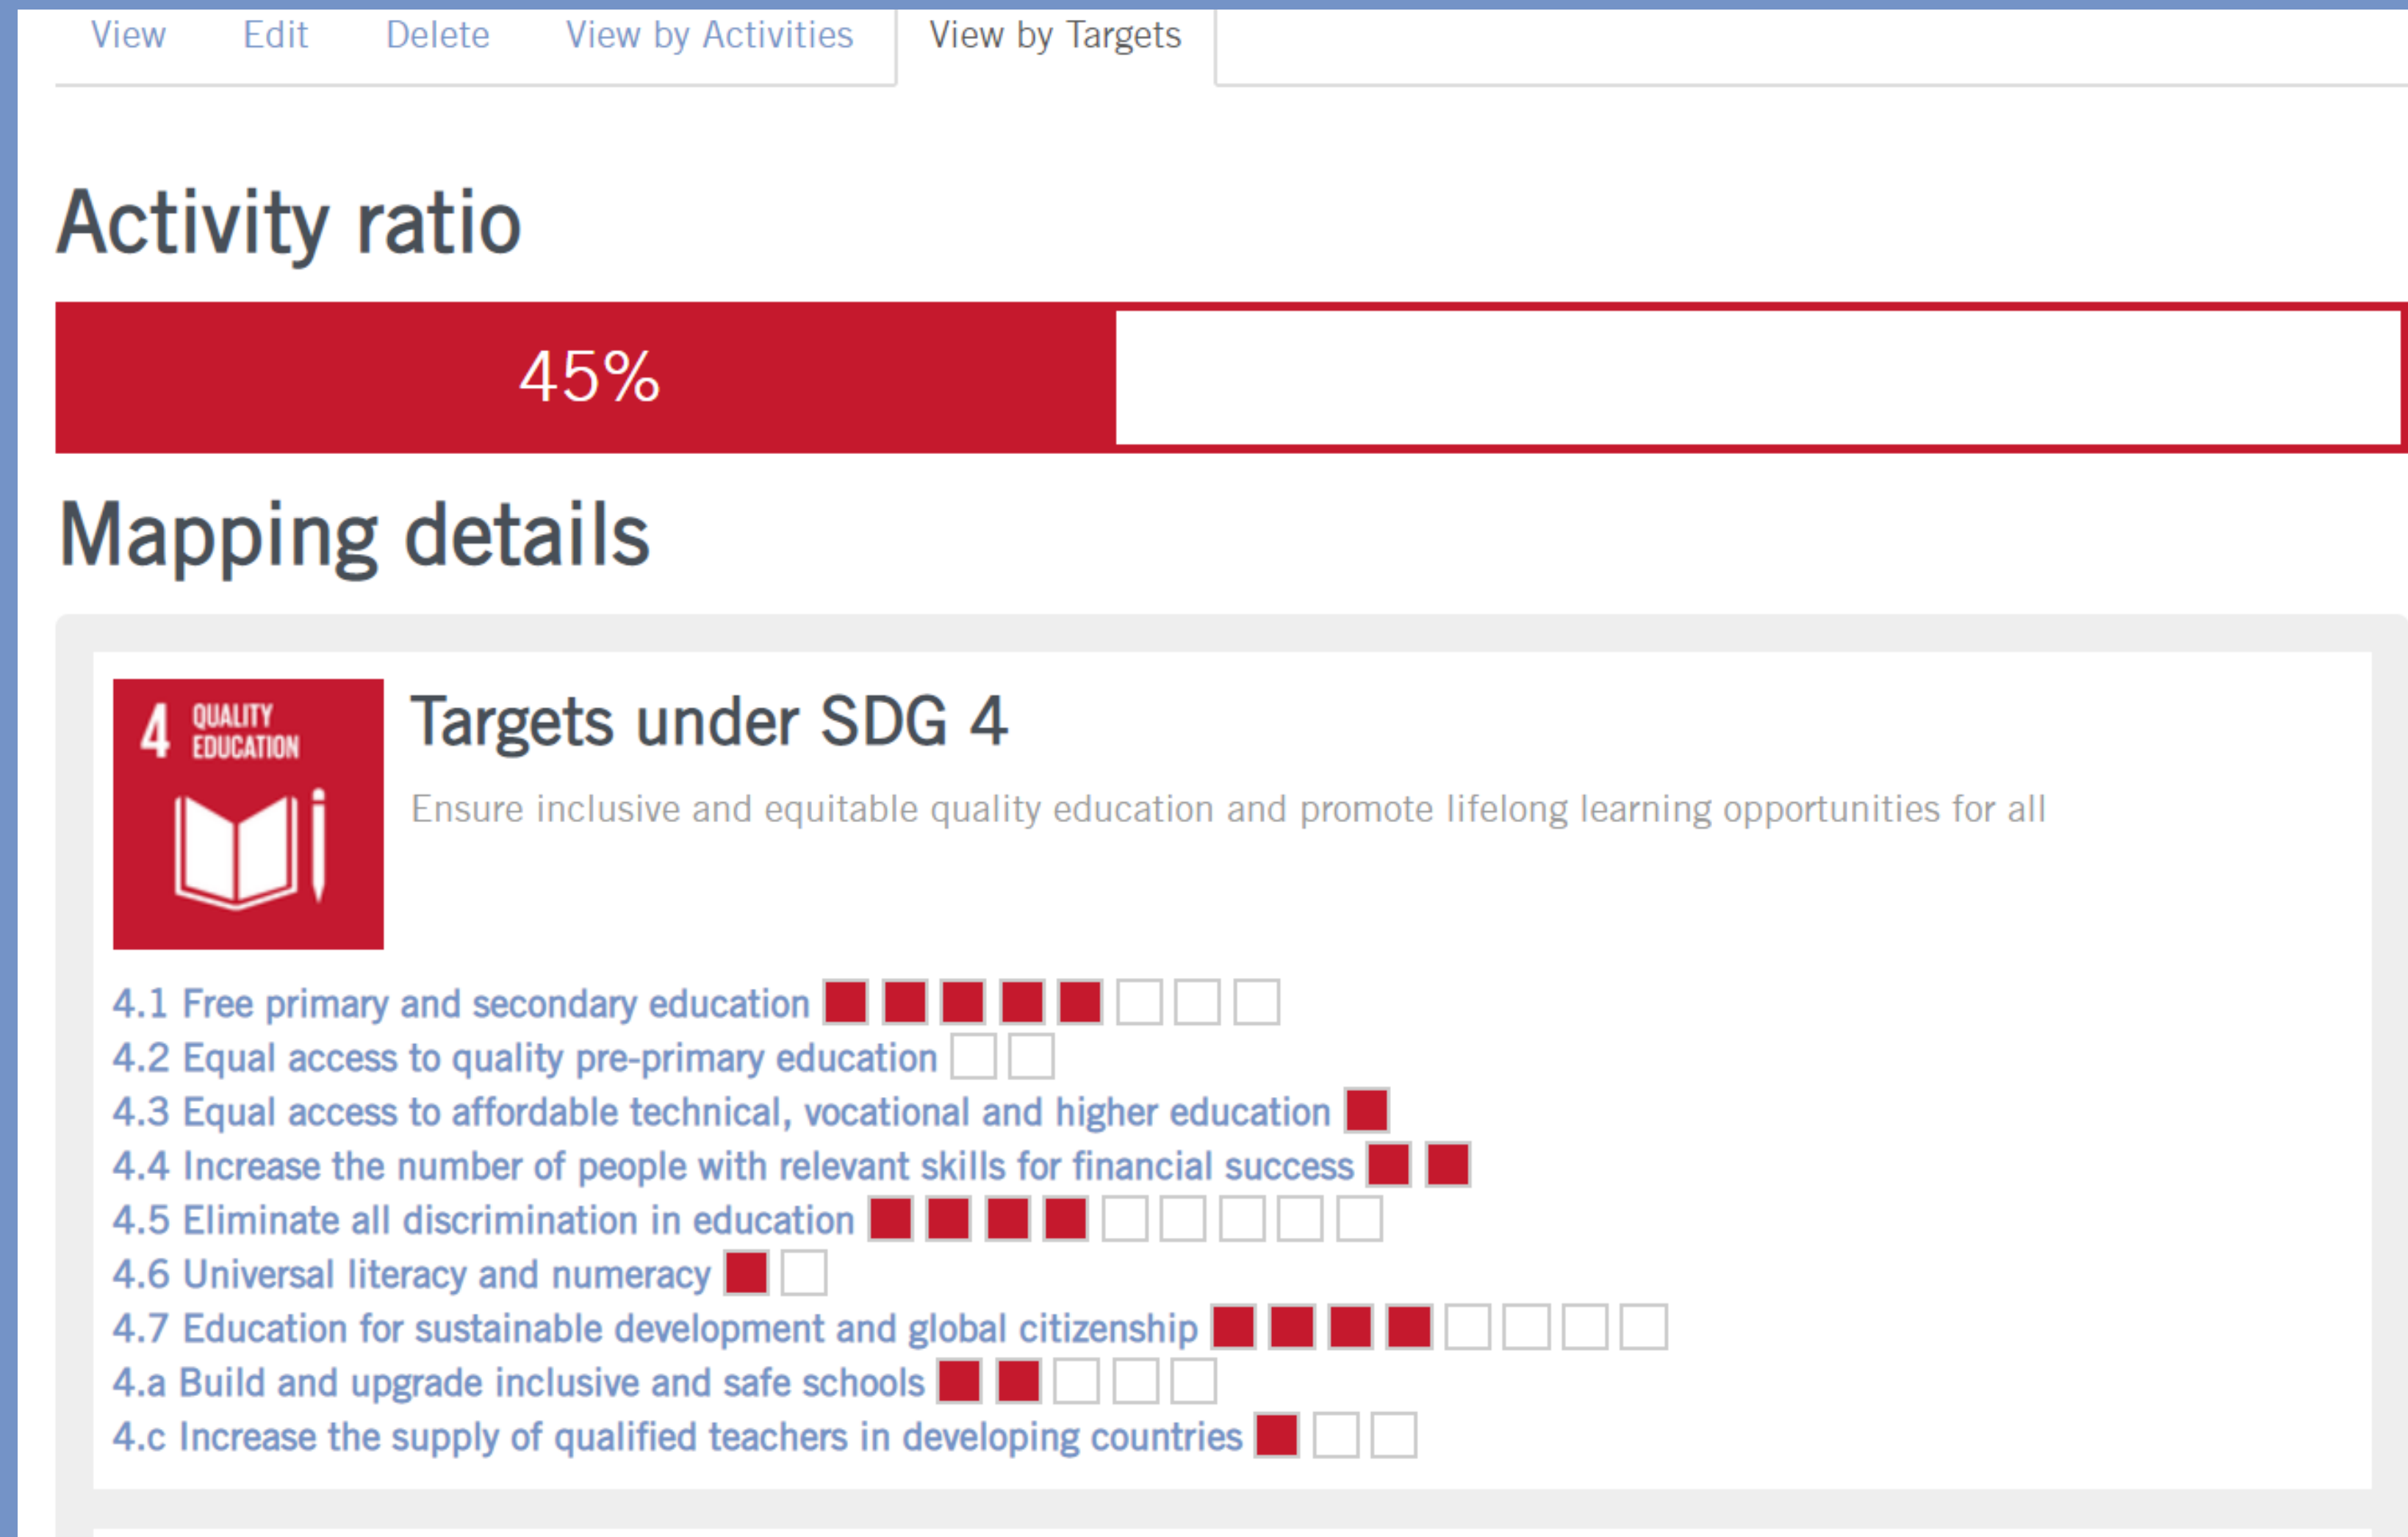 View Edit Delete View by Activities View by Targets
Activity ratio
45%
Mapping details
4 QUALITY
EDUCATION
Targets under SDG 4
Ensure inclusive and equitable quality education and promote lifelong learning opportunities for all
4.1 Free primary and secondary education
4.2 Equal access to quality pre-primary education
4.3 Equal access to affordable technical, vocational and higher education
4.4 Increase the number of people with relevant skills for financial success
4.5 Eliminate all discrimination in education
4.6 Universal literacy and numeracy
4.7 Education for sustainable development and global citizenship
4.a Build and upgrade inclusive and safe schools
4.c Increase the supply of qualified teachers in developing countries